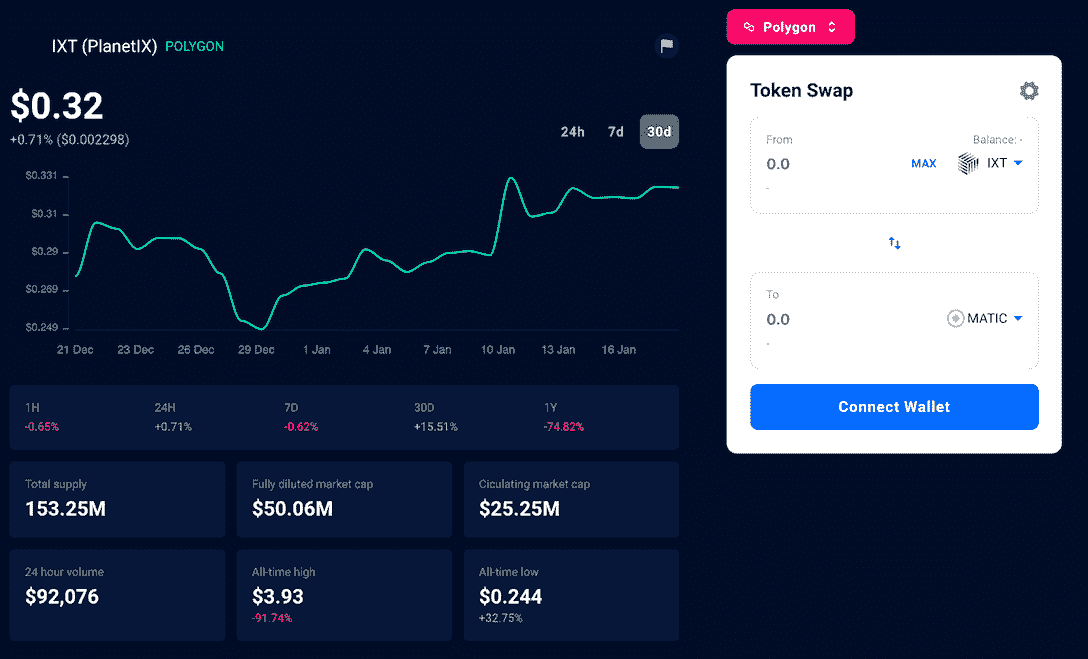 IXT (PlanetIX) POLYGON
$0.32
+0.71% ($0.002298)
24h 7d 30d
$0.331
$0.31
$0.29
$0.269
$0.249
21 Dec 23 Dec 26 Dec 29 Dec 1 Jan 4 Jan 7 Jan 10 Jan 13 Jan 16 Jan
1H 24H 7D 30D 1Y
-0.65% +0.71% -0.62% +15.51% -74.82%
Total supply
153.25M
Fully diluted market cap
$50.06M
Ciculating market cap
$25.25M
24 hour volume
$92,076
All-time high
$3.93
-91.74%
All-time low
$0.244
+32.75%
Polygon
Token Swap
From Balance: -
0.0 MAX IXT
-
To
0.0 MATIC
-
Connect Wallet